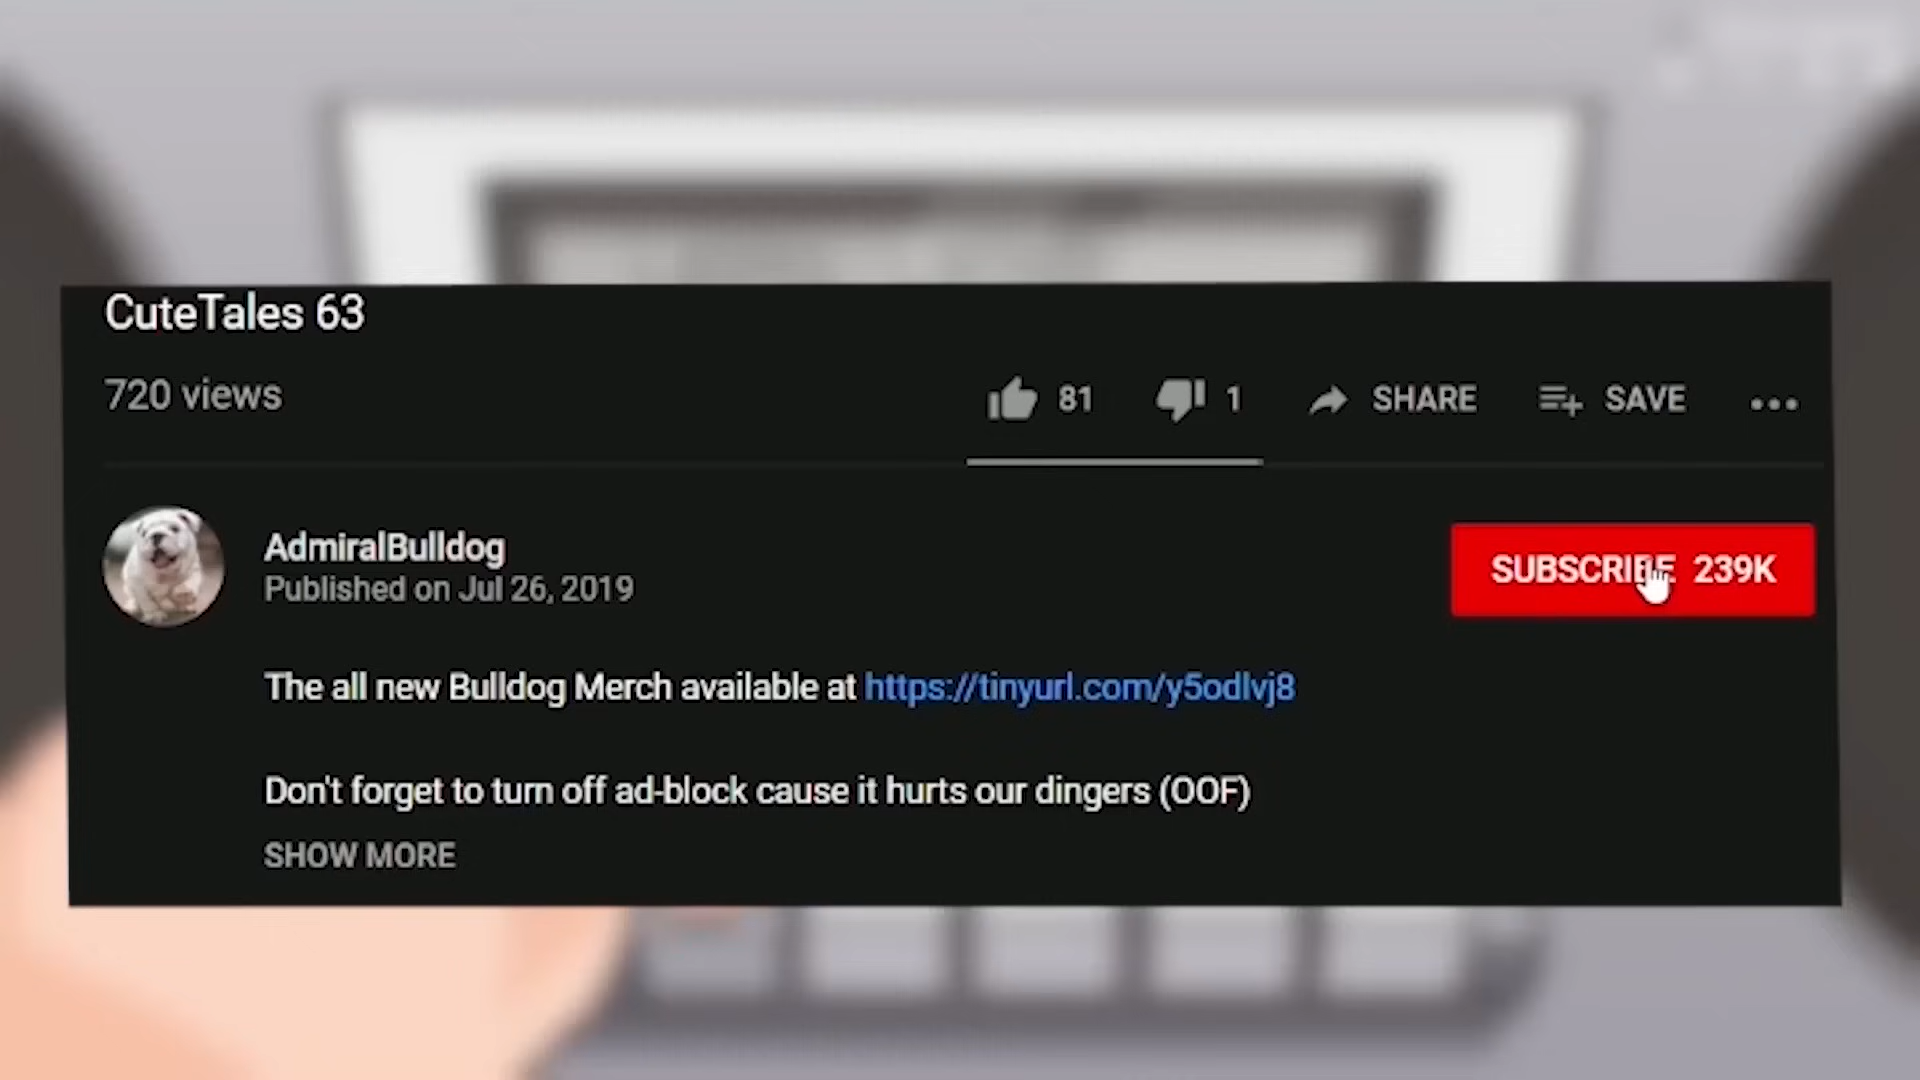 CuteTales 63
720 views
81 1 SHARE SAVE
AdmiralBulldog
SUBSCRIBE 239K
Published on Jul 26, 2019
The all new Bulldog Merch available at https://tinyurl.com/y5odlvj8
Don't forget to turn off ad-block cause it hurts our dingers (OOF)
SHOW MORE